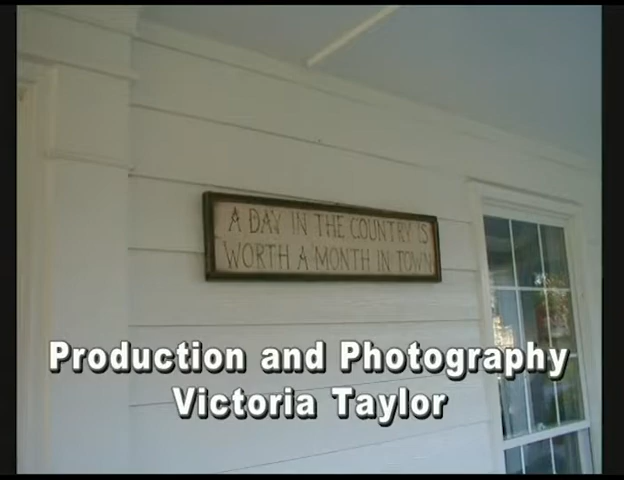 A DAY IN THE COUNTRY IS
WORTH A MONTH IN TOWN
Production and Photography
Victoria Taylor